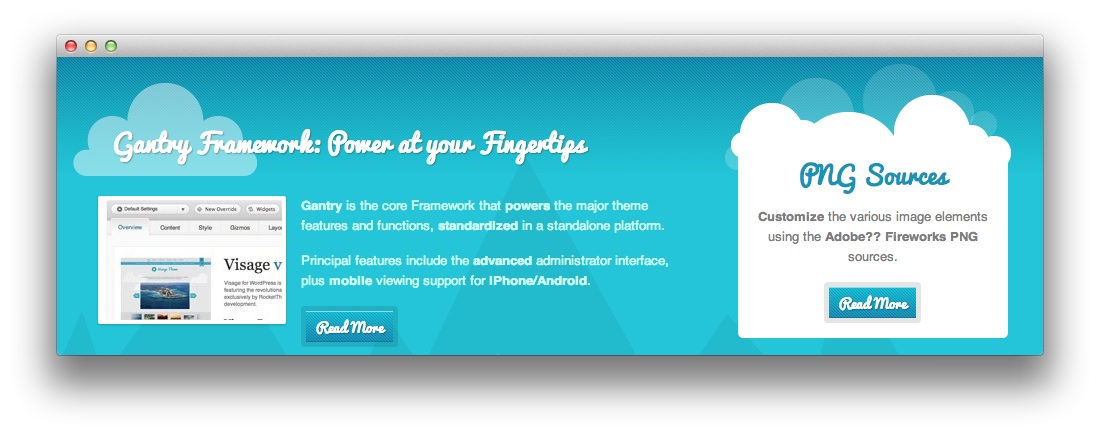 Gantry Framework: Power at your Fingertips
Default Settings
New Override
Widgets
Overview
Content
Style
Gizmos
Layou
Visage v
Visage for WordPress is
featuring the revolutiona
exclusively by RocketTh
development.
Gantry is the core Framework that powers the major theme
features and functions, standardized in a standalone platform.
Principal features include the advanced administrator interface,
plus mobile viewing support for iPhone/Android.
Read More
PNG Sources
Customize the various image elements
using the Adobe?? Fireworks PNG
sources.
Read More